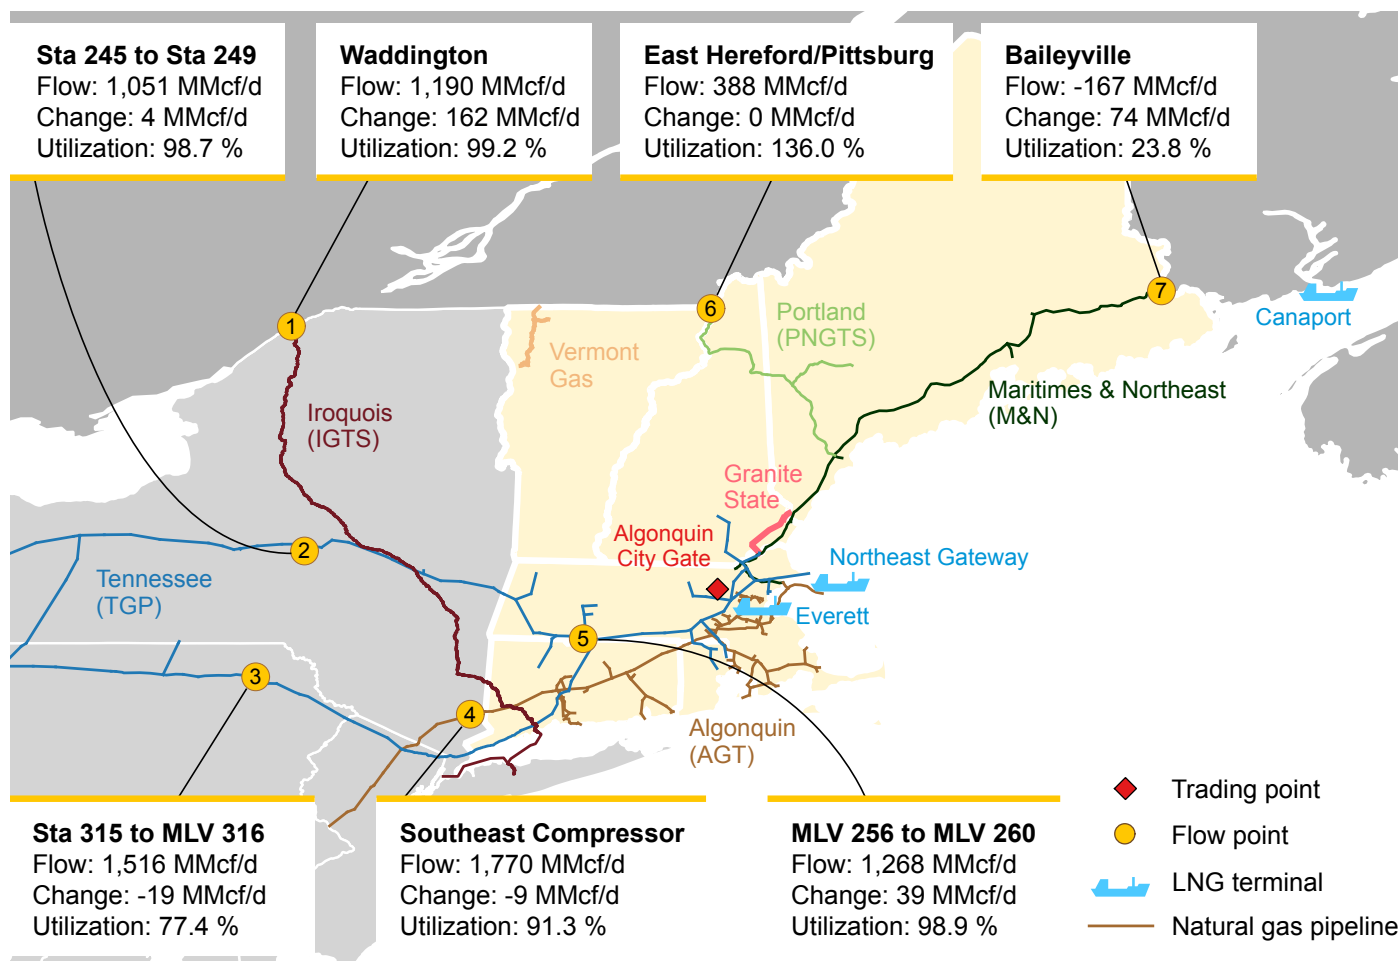 Sta 245 to Sta 249
Flow: 1,051 MMcf/d
Change: 4 MMcf/d
Utilization: 98.7 %
Waddington
Flow: 1,190 MMcf/d
Change: 162 MMcf/d
Utilization: 99.2 %
East Hereford/Pittsburg
Flow: 388 MMcf/d
Change: 0 MMcf/d
Utilization: 136.0 %
Baileyville
Flow: -167 MMcf/d
Change: 74 MMcf/d
Utilization: 23.8 %
7
6
1
Canaport
Portland
(PNGTS)
Vermont
Gas
Maritimes & Northeast
(M&N)
Iroquois
(IGTS)
Granite
State
Algonquin
City Gate
2
Northeast Gateway
Tennessee
(TGP)
Everett
5
3
4
Algonquin
(AGT)
Sta 315 to MLV 316
Flow: 1,516 MMcf/d
Change: -19 MMcf/d
Utilization: 77.4 %
Southeast Compressor
Flow: 1,770 MMcf/d
Change: -9 MMcf/d
Utilization: 91.3 %
MLV 256 to MLV 260
Flow: 1,268 MMcf/d
Change: 39 MMcf/d
Utilization: 98.9 %
Trading point
Flow point
LNG terminal
Natural gas pipeline